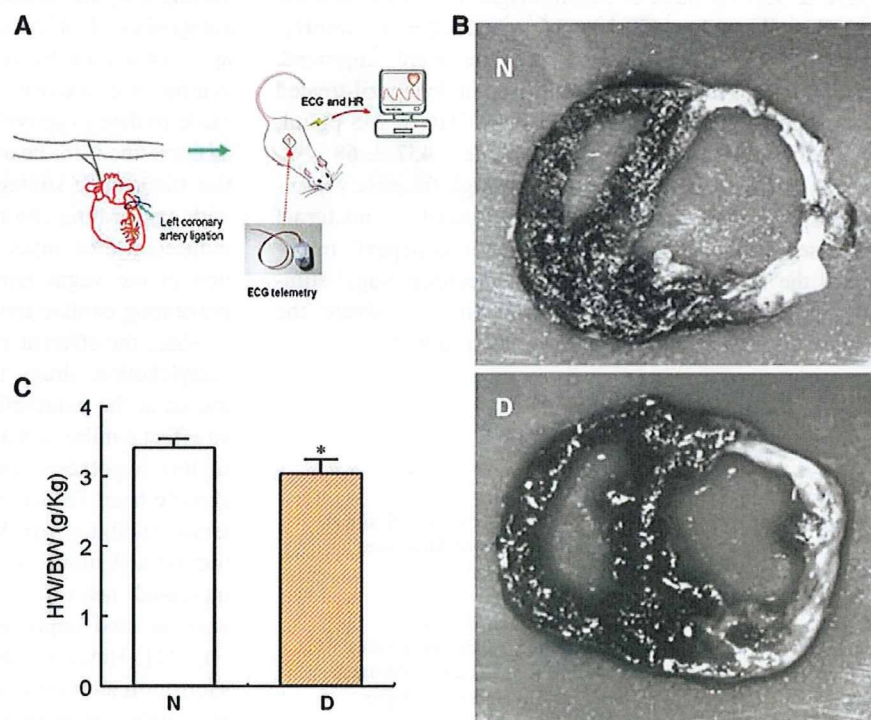 A
ECG and HR
Left coronary
artery ligation
ECG telemetry
B
N
D
C
HW/BW (g/Kg)
4
3
2
1
0
*
N
D